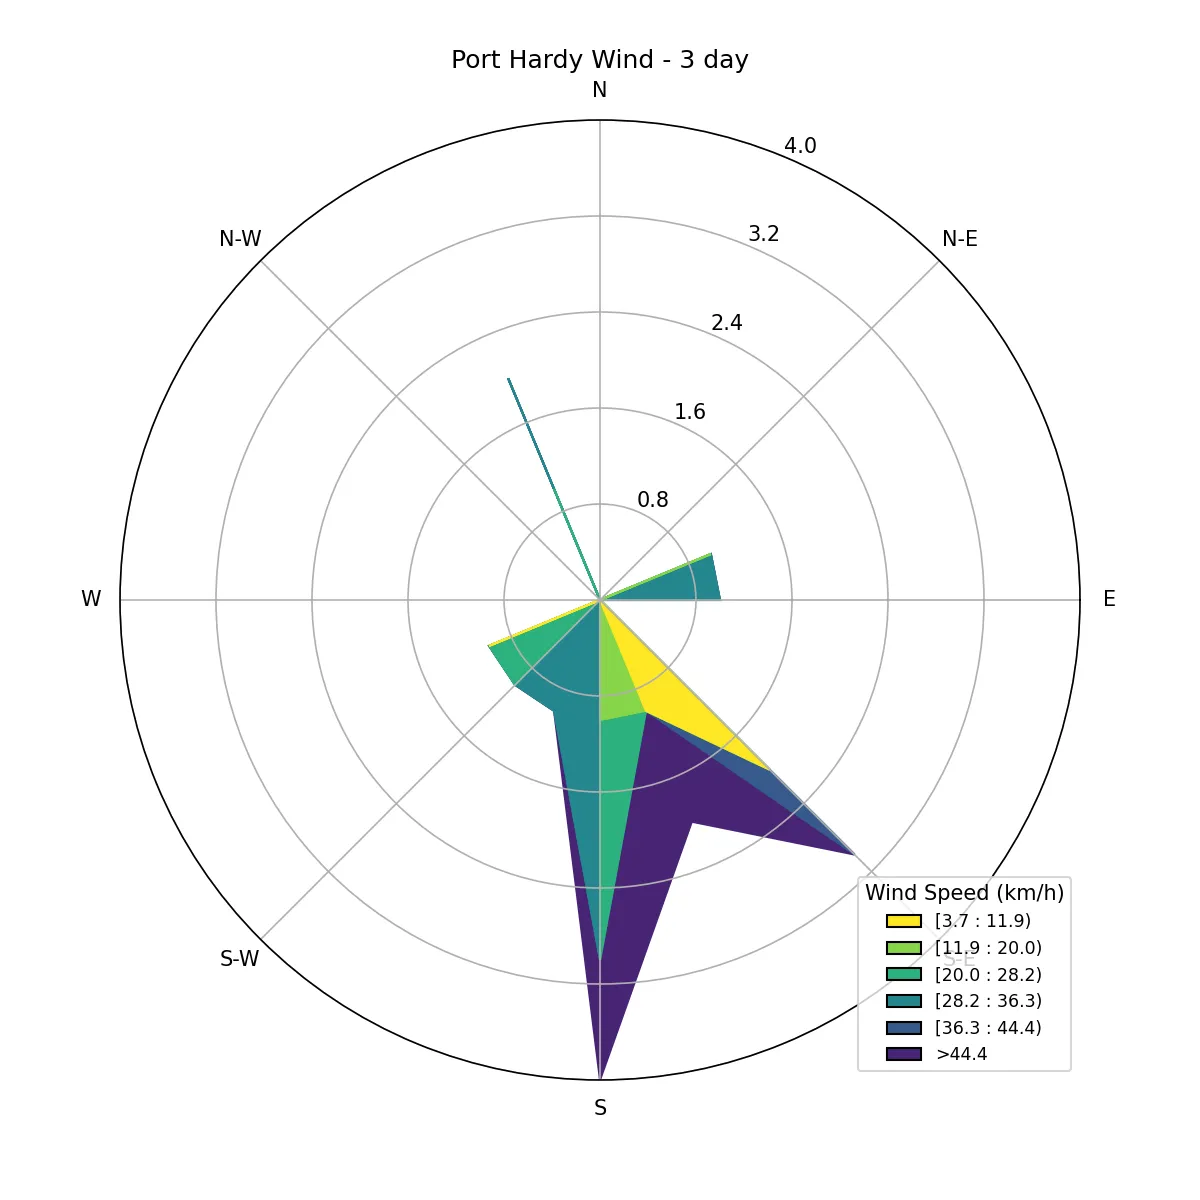 Port Hardy Wind - 3 day
N
4.0
N-W
3.2
N-E
2.4
1.6
0.8
W
E
Wind Speed (km/h)
[3.7 : 11.9)
[11.9 : 20.0)
S-W
S-E
[20.0 : 28.2)
[28.2 : 36.3)
[36.3 : 44.4)
>44.4
S